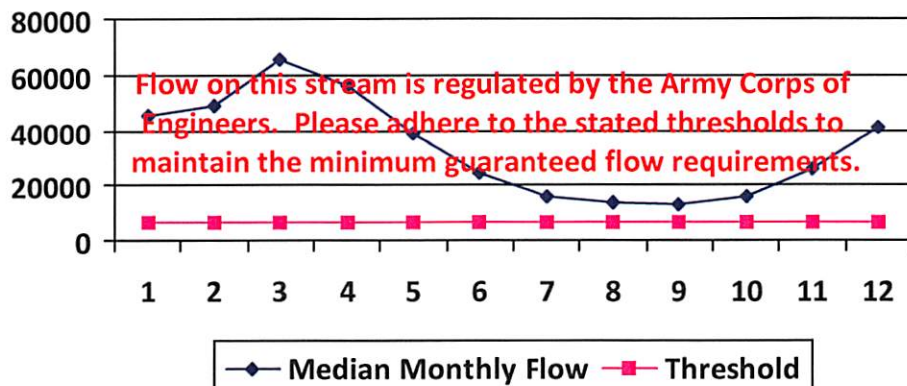 80000
60000
40000
20000
0
Flow on this stream is regulated by the Army Corps of
Engineers. Please adhere to the stated thresholds to
maintain the minimum guaranteed flow requirements.
1 2 3 4 5 6 7 8 9 10 11 12
Median Monthly Flow Threshold